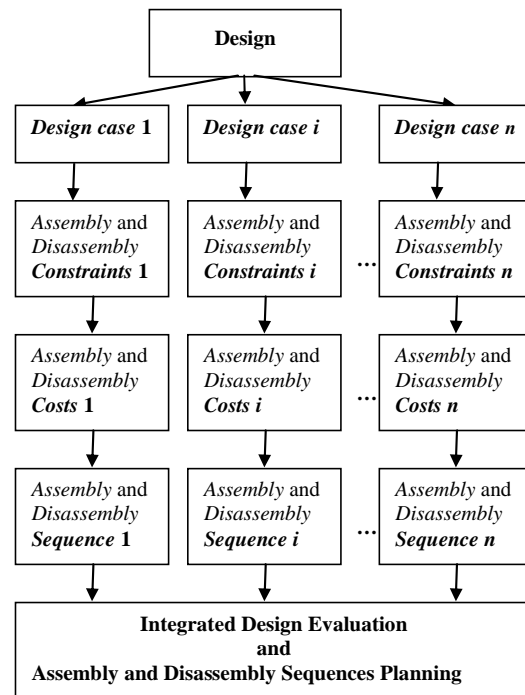 Design
Design case 1
Design case i
Design case n
Assembly and
Disassembly
Constraints 1
Assembly and
Disassembly
Constraints i
...
Assembly and
Disassembly
Constraints n
Assembly and
Disassembly
Costs 1
Assembly and
Disassembly
Costs i
...
Assembly and
Disassembly
Costs n
Assembly and
Disassembly
Sequence 1
Assembly and
Disassembly
Sequence i
...
Assembly and
Disassembly
Sequence n
Integrated Design Evaluation
and
Assembly and Disassembly Sequences Planning